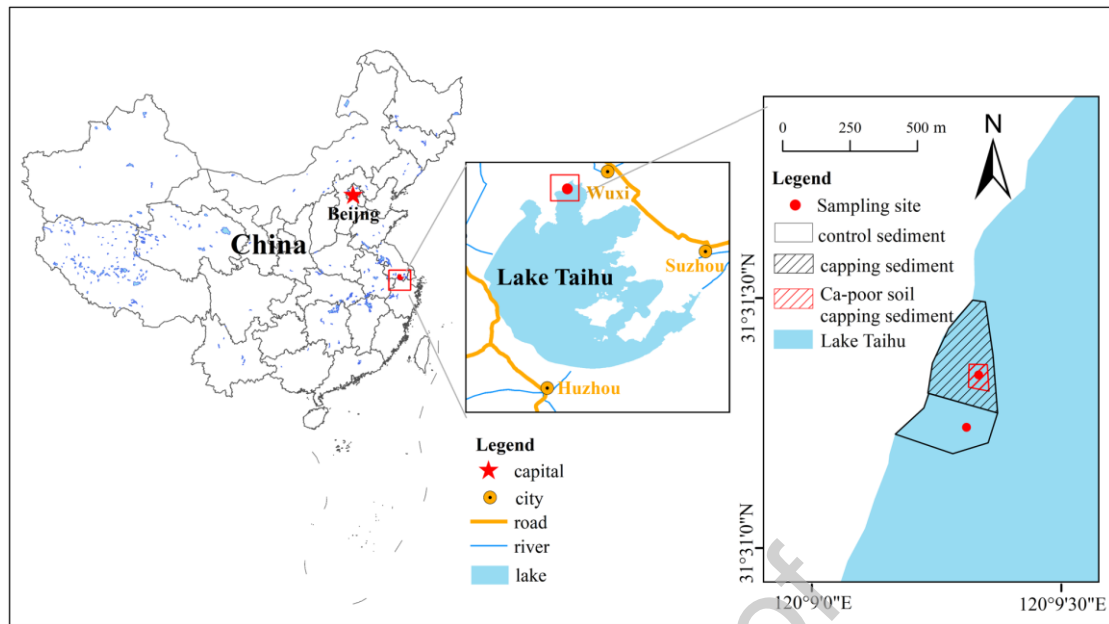 Beijng
China
Legend
capital
city
road
river
lake
Wuxi
Suzhou
Lake Taihu
Huzhou
0 250 500 m
N
Legend
Sampling site
control sediment
capping sediment
Ca-poor soil
capping sediment
Lake Taihu
31°31'30"N
31°31'0"N
120°9'0"E
120°9'30"E
of